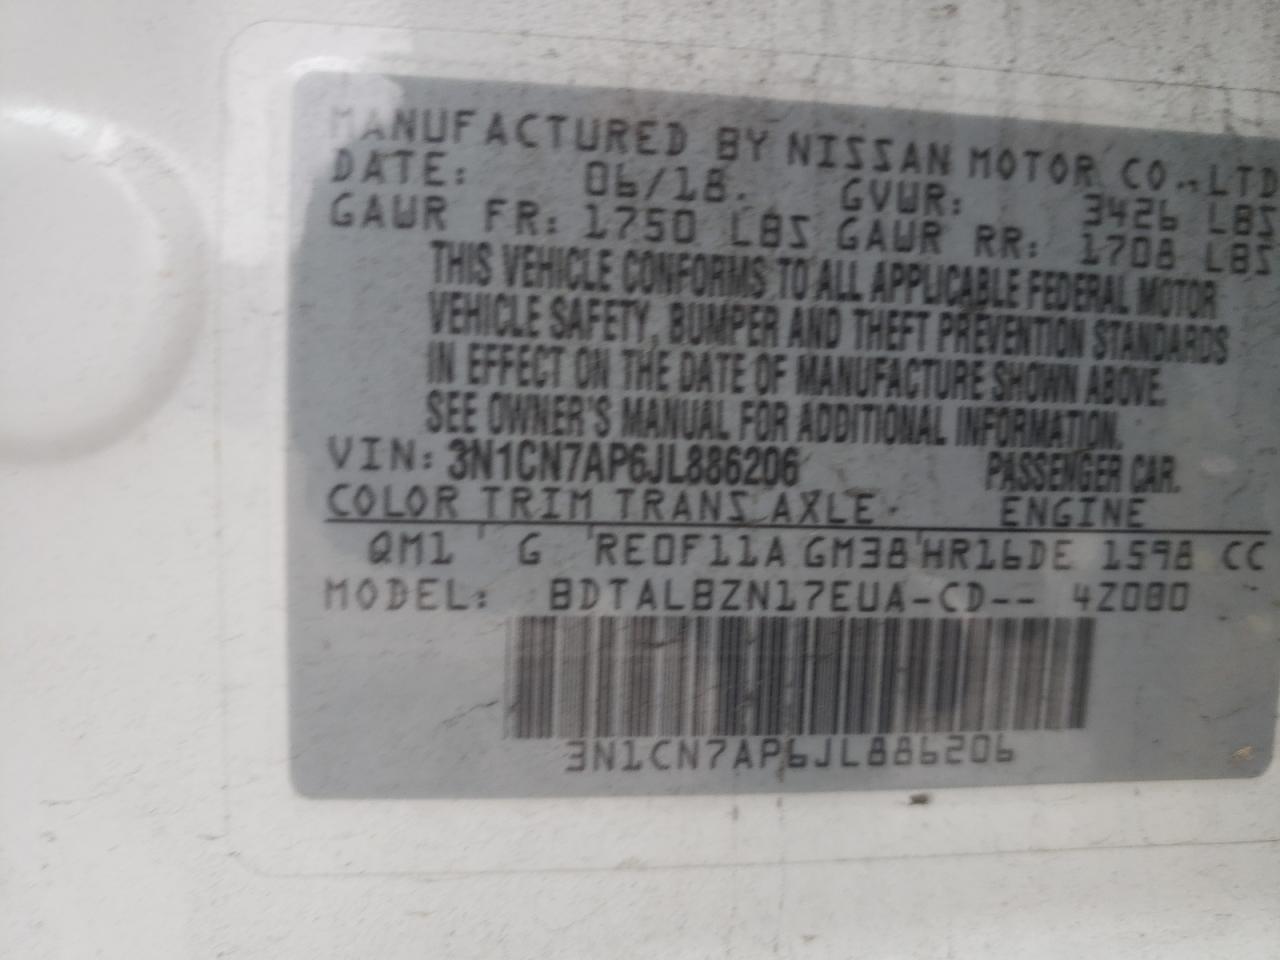 MANUFACTURED BY NISSAN MOTOR CO.,LTD
DATE: 06/18. GVWR: 3426 LBS
GAWR FR: 1750 LBS GAWR RR: 1708 LBS
THIS VEHICLE CONFORMS TO ALL APPLICABLE FEDERAL MOTOR
VEHICLE SAFETY, BUMPER AND THEFT PREVENTION STANDARDS
IN EFFECT ON THE DATE OF MANUFACTURE SHOWN ABOVE.
SEE OWNER'S MANUAL FOR ADDITIONAL INFORMATION.
VIN: 3N1CN7AP6JL886206 PASSENGER CAR.
COLOR TRIM TRANS AXLE ENGINE
QM1 G RE0F11A GM38 HR16DE 1598 CC
MODEL: BDTALBZN17EUA-CD-- 4Z080
3N1CN7AP6JL886206